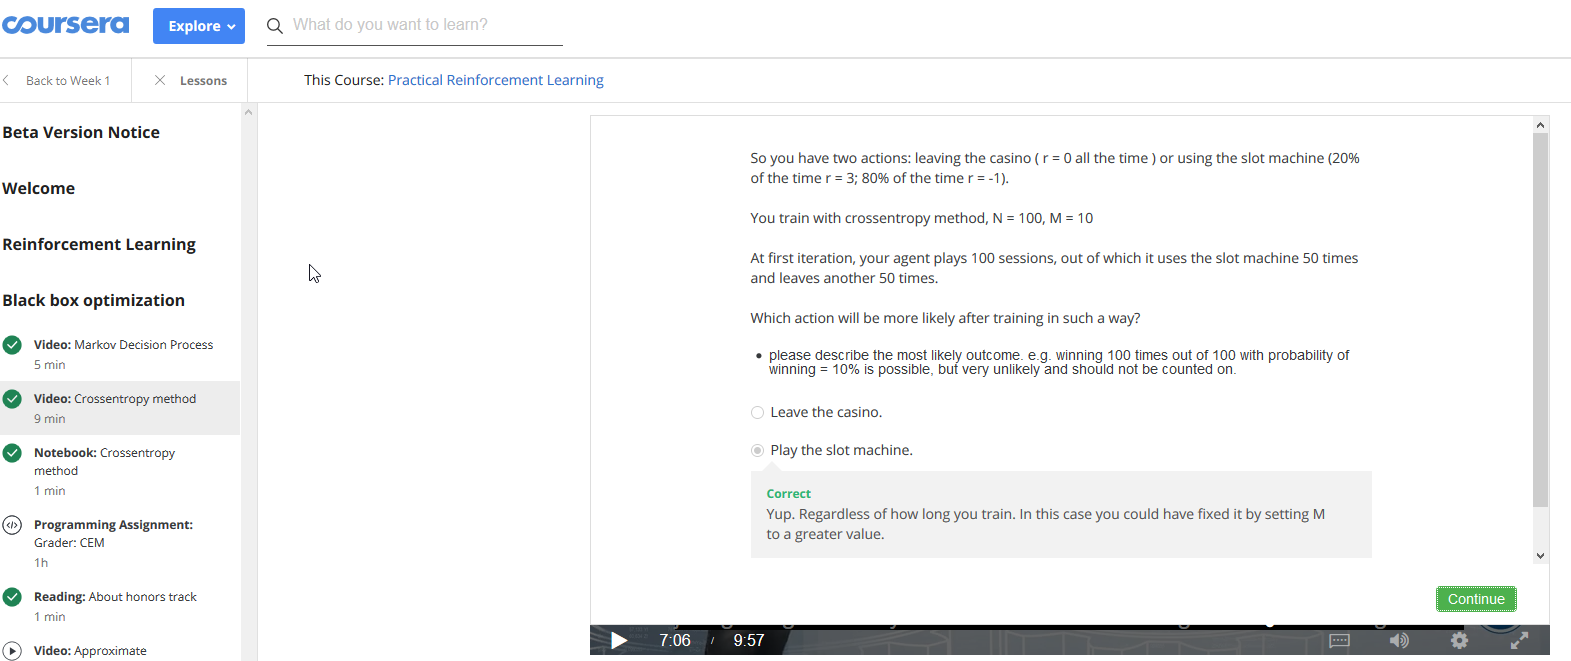 coursera
Explore
What do you want to learn?
Back to Week 1
Lessons
This Course: Practical Reinforcement Learning
Beta Version Notice
Welcome
Reinforcement Learning
Black box optimization
Video: Markov Decision Process
5 min
Video: Crossentropy method
9 min
Notebook: Crossentropy
method
1 min
Programming Assignment:
Grader: CEM
1h
Reading: About honors track
1 min
Video: Approximate
So you have two actions: leaving the casino ( r = 0 all the time ) or using the slot machine (20%
of the time r = 3; 80% of the time r = -1).
You train with crossentropy method, N = 100, M = 10
At first iteration, your agent plays 100 sessions, out of which it uses the slot machine 50 times
and leaves another 50 times.
Which action will be more likely after training in such a way?
• please describe the most likely outcome. e.g. winning 100 times out of 100 with probability of
winning = 10% is possible, but very unlikely and should not be counted on.
Leave the casino.
Play the slot machine.
Correct
Yup. Regardless of how long you train. In this case you could have fixed it by setting M
to a greater value.
Continue
7:06 / 9:57